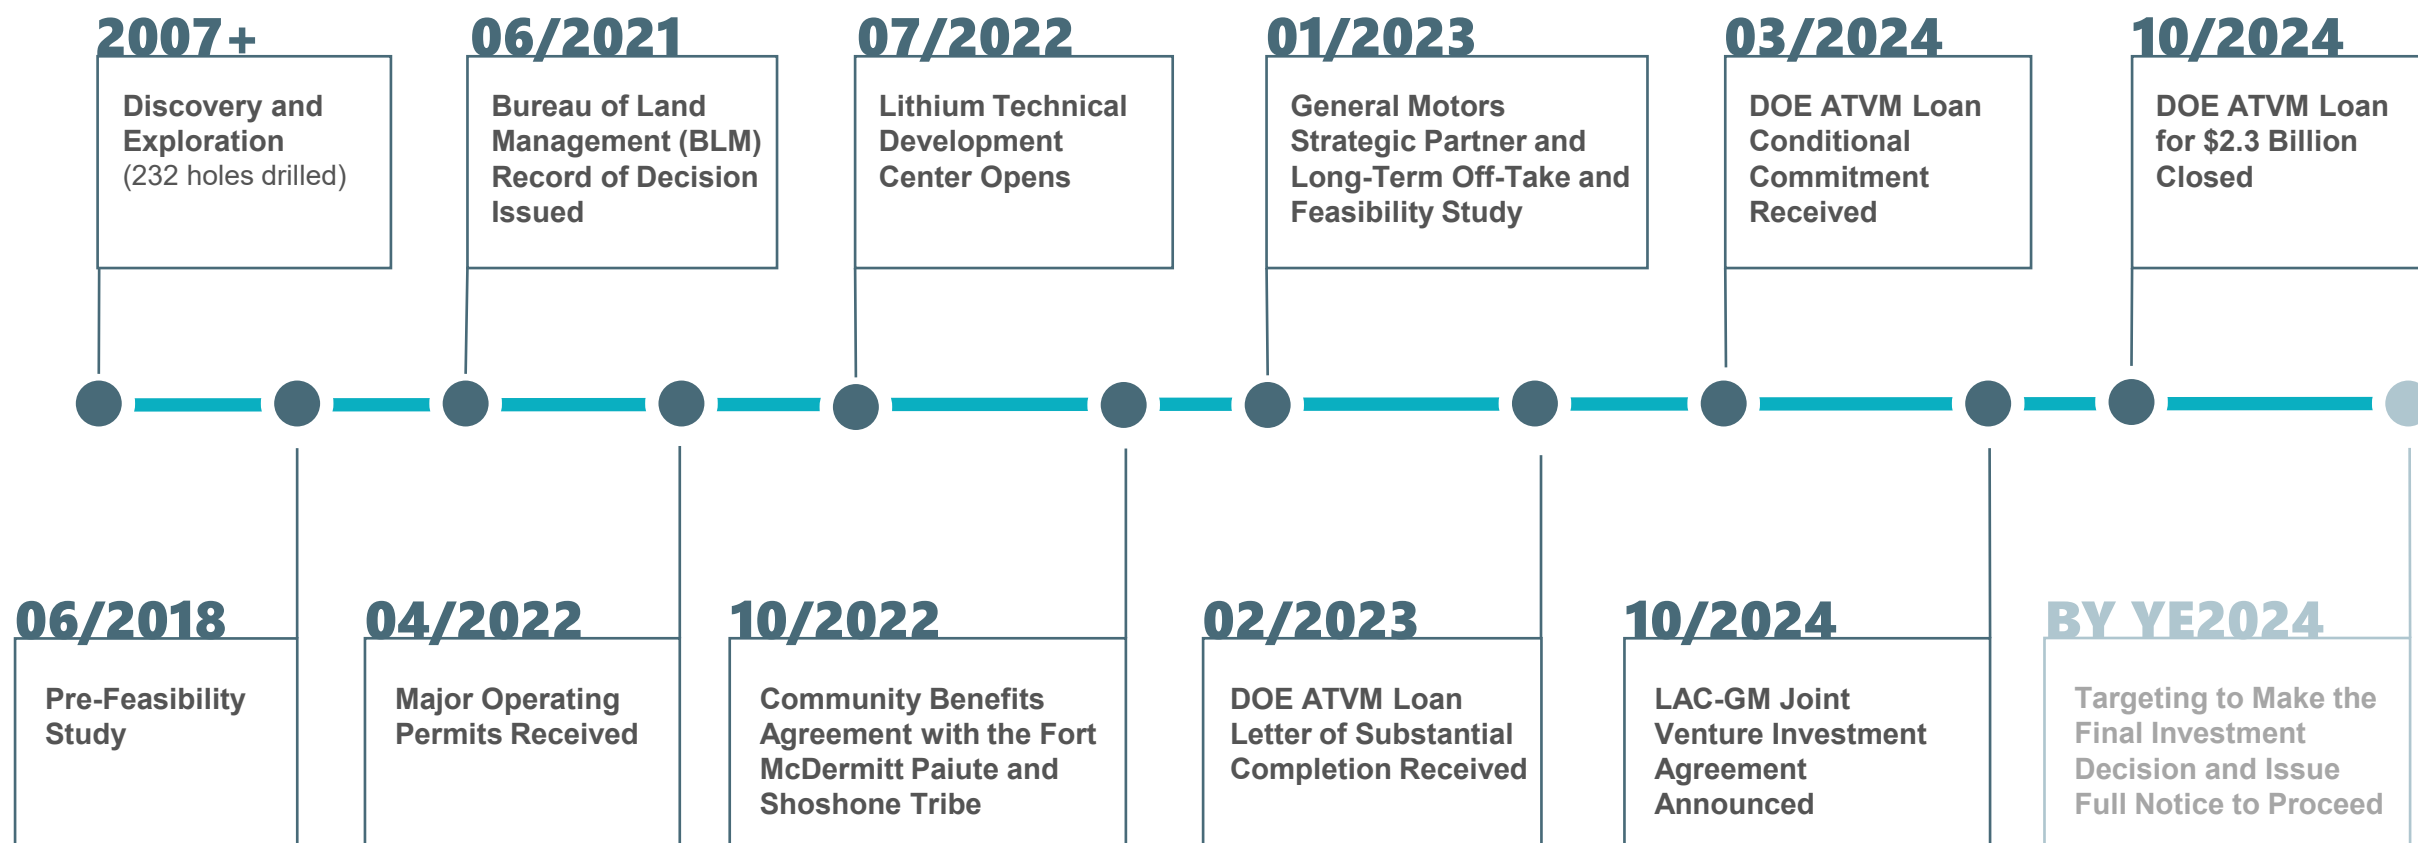 2007+
Discovery and
Exploration
(232 holes drilled)
06/2021
Bureau of Land
Management (BLM)
Record of Decision
Issued
07/2022
Lithium Technical
Development
Center Opens
01/2023
General Motors
Strategic Partner and
Long-Term Off-Take and
Feasibility Study
03/2024
DOE ATVM Loan
Conditional
Commitment
Received
10/2024
DOE ATVM Loan
for $2.3 Billion
Closed
06/2018
Pre-Feasibility
Study
04/2022
Major Operating
Permits Received
10/2022
Community Benefits
Agreement with the Fort
McDermitt Paiute and
Shoshone Tribe
02/2023
DOE ATVM Loan
Letter of Substantial
Completion Received
10/2024
LAC-GM Joint
Venture Investment
Agreement
Announced
BY YE2024
Targeting to Make the
Final Investment
Decision and Issue
Full Notice to Proceed